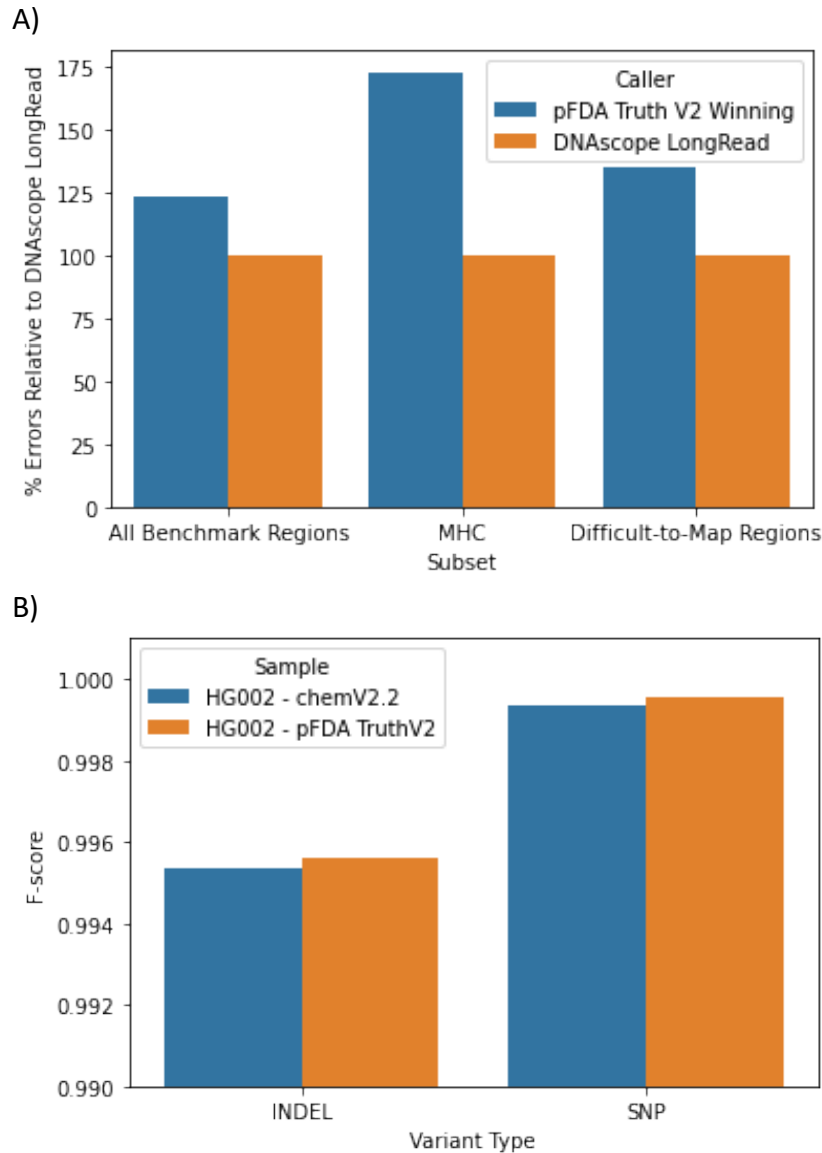 A)
% Errors Relative to DNAscope LongRead
175
150
125
100
75
50
25
0
Caller
pFDA Truth V2 Winning
DNAscope LongRead
All Benchmark Regions
MHC
Difficult-to-Map Regions
Subset
B)
F-score
1.000
0.998
0.996
0.994
0.992
0.990
Sample
HG002 - chemV2.2
HG002 - pFDA TruthV2
INDEL
SNP
Variant Type